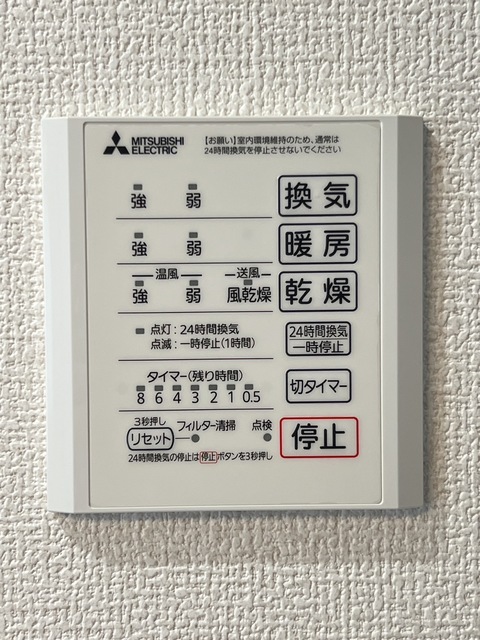 MITSUBISHI
ELECTRIC
【お願い】室内環境維持のため、通常は
24時間換気を停止させないでください
強 弱 換気
強 弱 暖房
温風 送風
強 弱 風乾燥 乾燥
点灯:24時間換気
点滅:一時停止(1時間)
24時間換気
一時停止
タイマー(残り時間)
8 6 4 3 2 1 0.5
切タイマー
3秒押し
リセット フィルター清掃 点検
停止
24時間換気の停止は停止ボタンを3秒押し